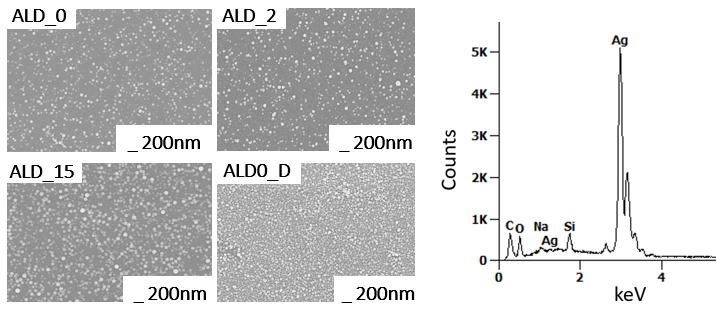 ALD_0
_ 200nm
ALD_2
_ 200nm
ALD_15
_ 200nm
ALD0_D
_ 200nm
Counts
5K
4K
3K
2K
1K
0
Ag
C
O
Na
Ag
Si
0
2
4
keV